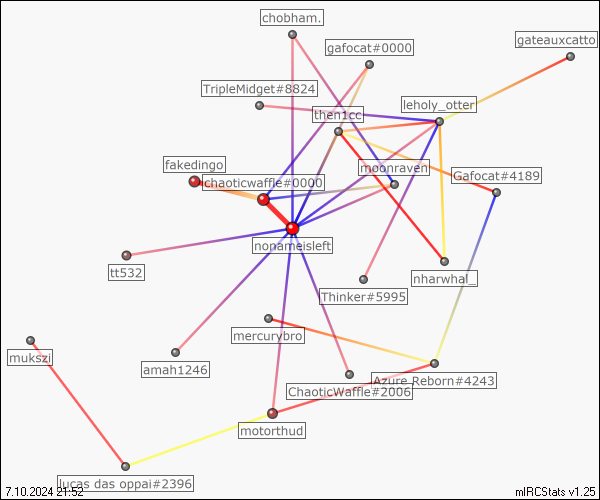 chobham.
gafocat#0000
gateauxcatto
TripleMidget#8824
leholy_otter
then1cc
fakedingo
moonraven
chaoticwaffle#0000
Gafocat#4189
nonameisleft
tt532
nharwhal_
Thinker#5995
mercurybro
mukszi
amah1246
Azure Reborn#4243
ChaoticWaffle#2006
motorthud
lucas das oppai#2396
7.10.2024 21:52
mIRCStats v1.25